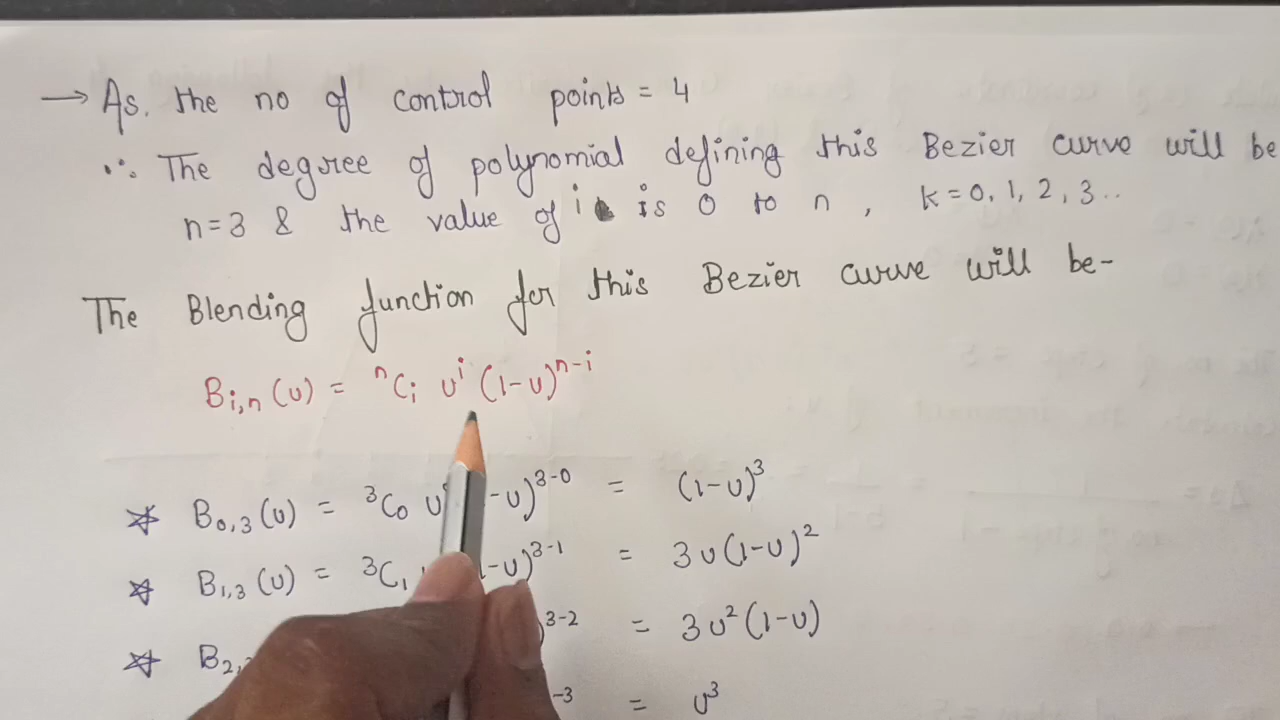 → As. the no of control points = 4
∴ The degree of polynomial defining this Bezier curve will be
n=3 & the value of i is 0 to n , k=0, 1, 2, 3..
The Blending function for this Bezier curve will be-
Bi,n (u) = ⁿCi uⁱ (1-u)ⁿ⁻ⁱ
☆ B0,3 (u) = ³C0 u -u)³⁻⁰ = (1-u)³
☆ B1,3 (u) = ³C1 -u)³⁻¹ = 3u(1-u)²
☆ B2, )³⁻² = 3u²(1-u)
⁻³ = u³